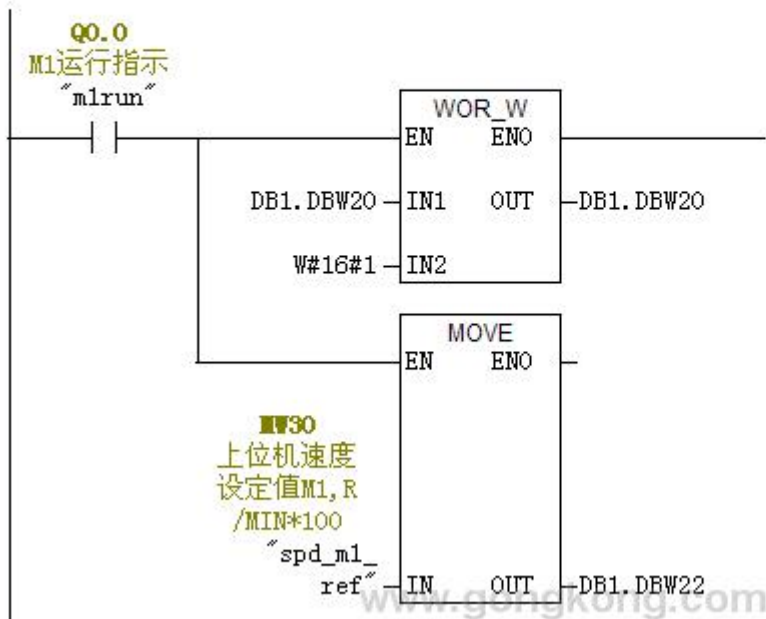 Q0.0
M1运行指示
"m1run"
WOR_W
EN ENO
DB1.DBW20 IN1 OUT DB1.DBW20
W#16#1 IN2
MOVE
EN ENO
MW30
上位机速度
设定值M1,R
/MIN*100
"spd_m1_
ref" IN OUT DB1.DBW22
www.gongkong.com